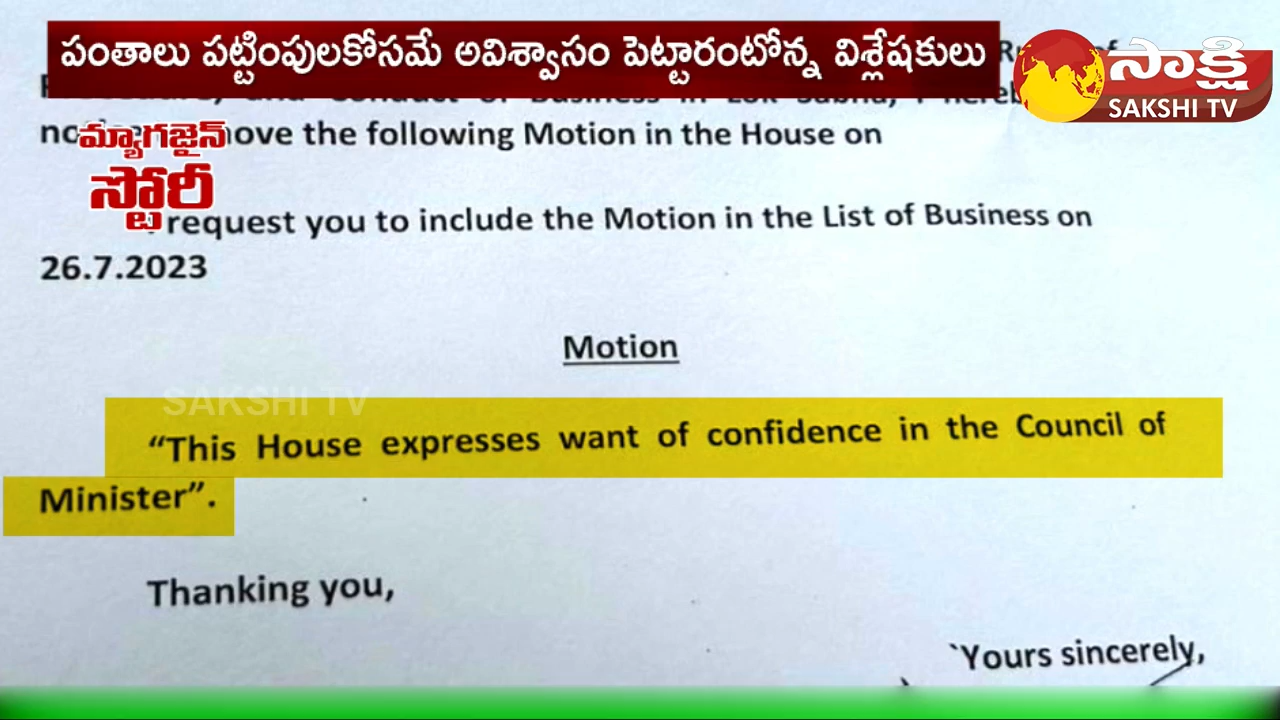 పంతాలు పట్టింపులకోసమే అవిశ్వాసం పెట్టారంటోన్న విశ్లేషకులు
సాక్షి
SAKSHI TV
మ్యాగజైన్
స్టోరీ
the following Motion in the House on
request you to include the Motion in the List of Business on
26.7.2023
Motion
SAKSHI TV
“This House expresses want of confidence in the Council of
Minister”.
Thanking you,
`Yours sincerely,